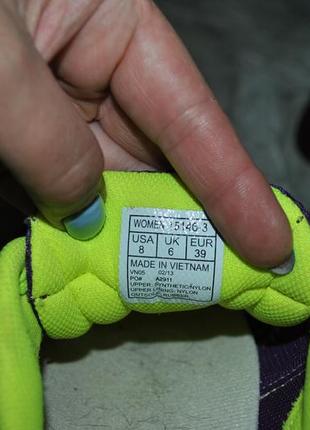 WOMEN 5146-3
USA UK EUR
8 6 39
MADE IN VIETNAM
VN05 02/13
PO# A2911
UPPER: SYNTHETIC/NYLON
UPPER LINING: NYLON
OUTSOLE: RUBBER